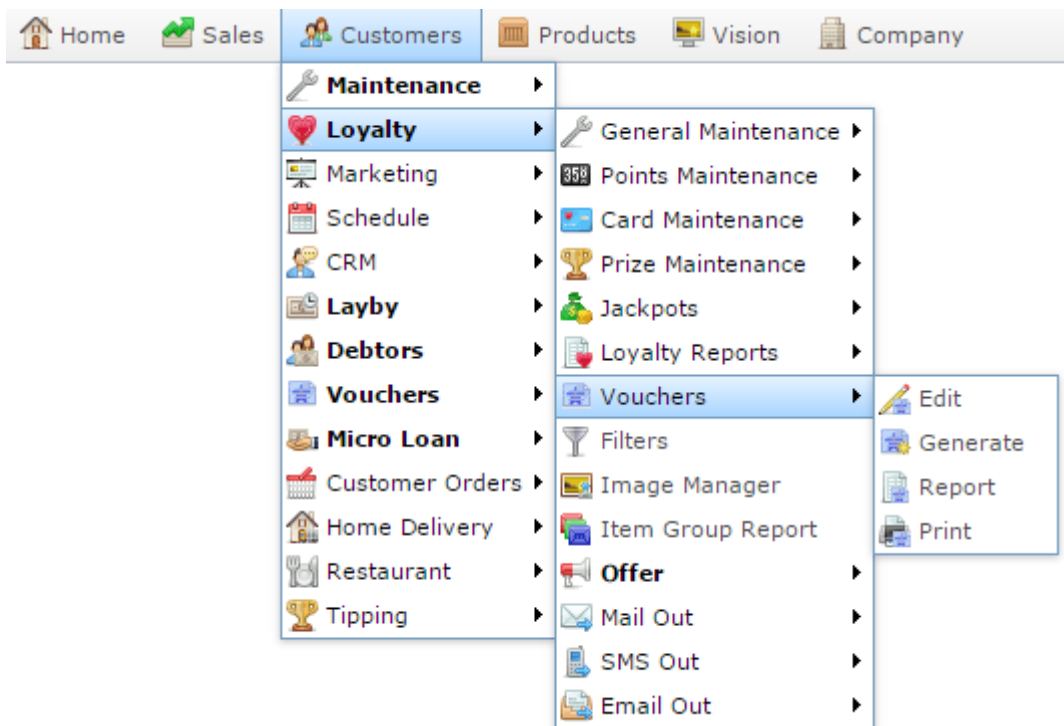 Home Sales Customers Products Vision Company
Maintenance
Loyalty
Marketing
Schedule
CRM
Layby
Debtors
Vouchers
Micro Loan
Customer Orders
Home Delivery
Restaurant
Tipping
General Maintenance
Points Maintenance
Card Maintenance
Prize Maintenance
Jackpots
Loyalty Reports
Vouchers
Filters
Image Manager
Item Group Report
Offer
Mail Out
SMS Out
Email Out
Edit
Generate
Report
Print